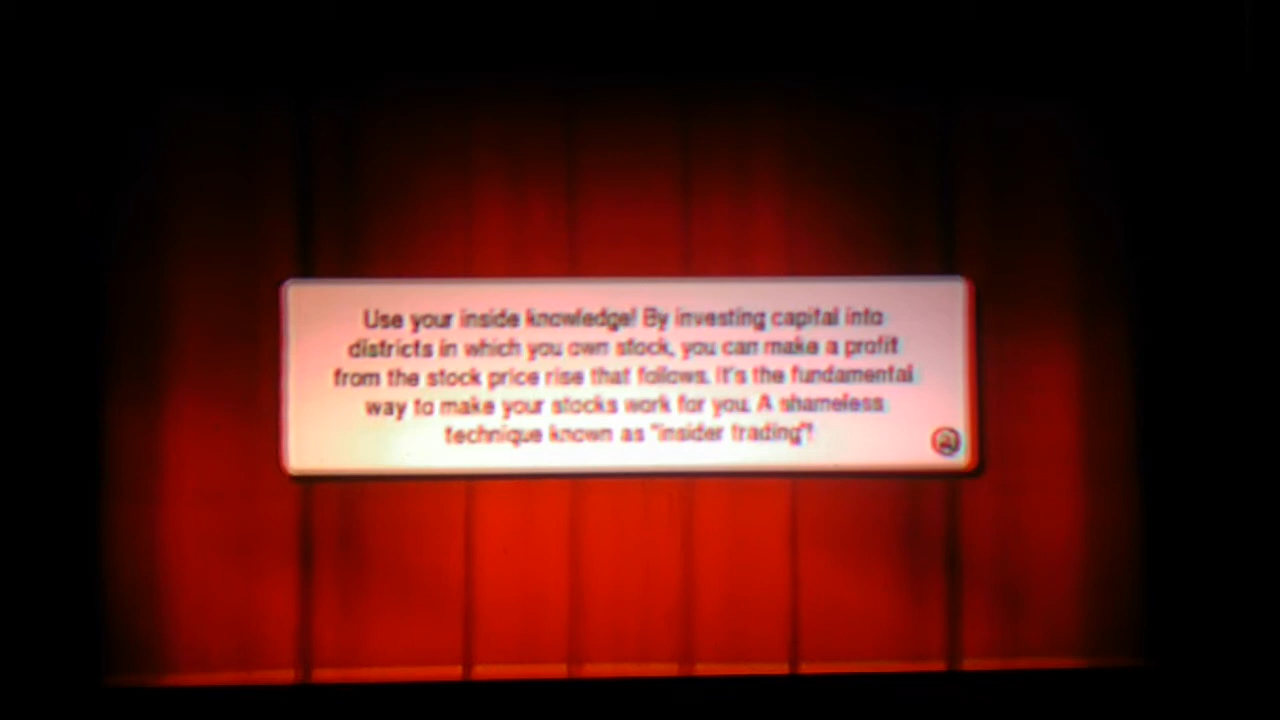 Use your inside knowledge! By investing capital into
districts in which you own stock, you can make a profit
from the stock price rise that follows. It's the fundamental
way to make your stocks work for you. A shameless
technique known as "insider trading"!